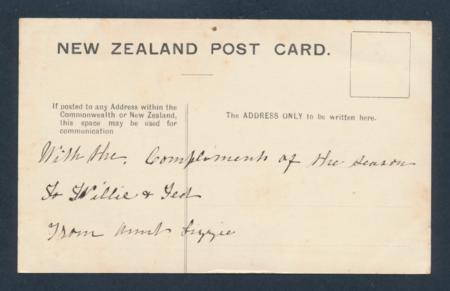 NEW ZEALAND POST CARD.
If posted to any Address within the
Commonwealth or New Zealand,
this space may be used for
communication
The ADDRESS ONLY to be written here.
With the. Compliments of the season
To Willie & Ted
From Aunt Lizzie